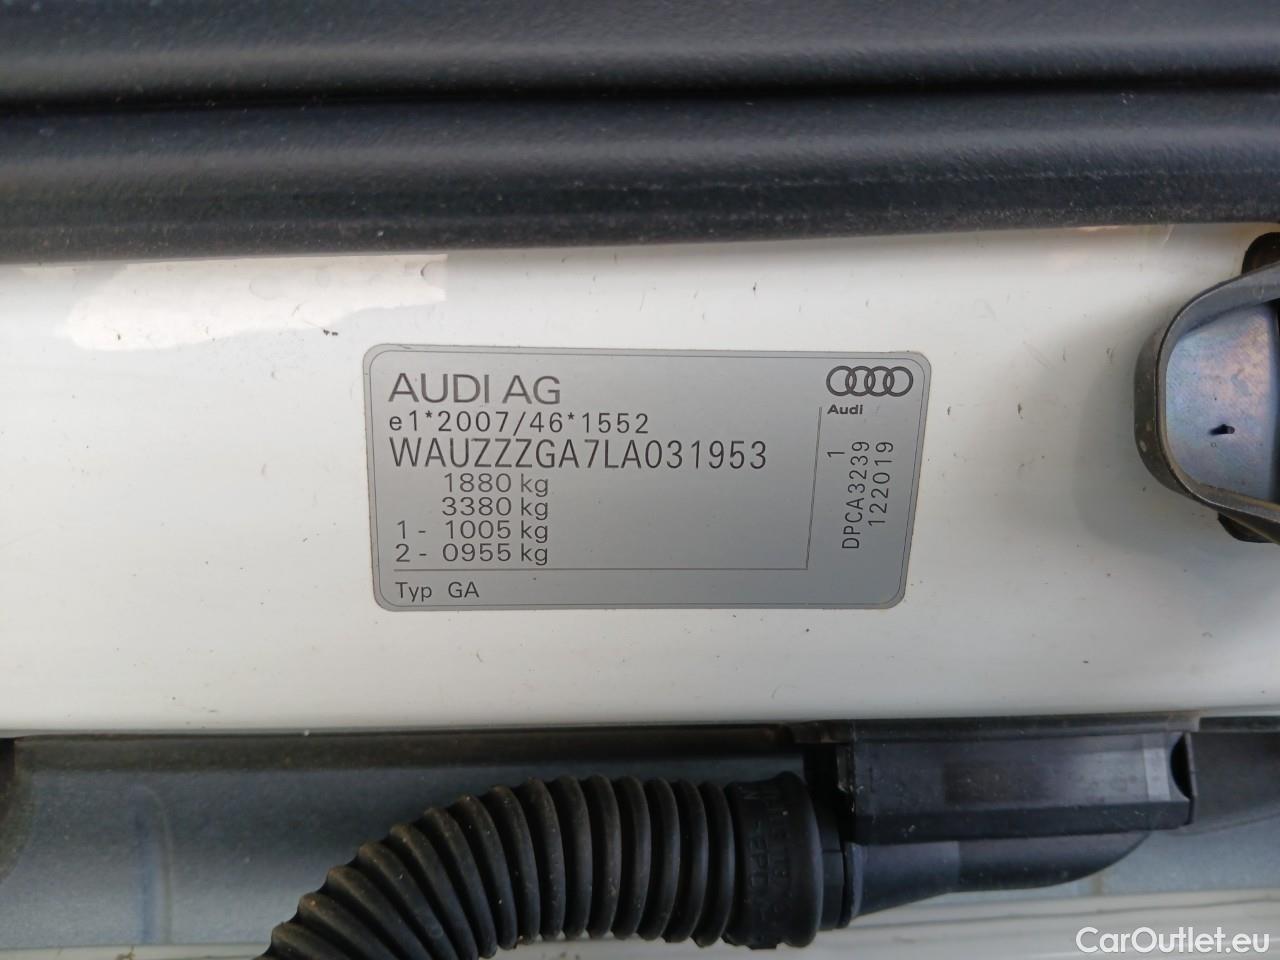 AUDI AG
e1*2007/46*1552
WAUZZZGA7LA031953
1880 kg
3380 kg
1 - 1005 kg
2 - 0955 kg
Typ GA
Audi
1
DPCA3239
122019
CarOutlet.eu